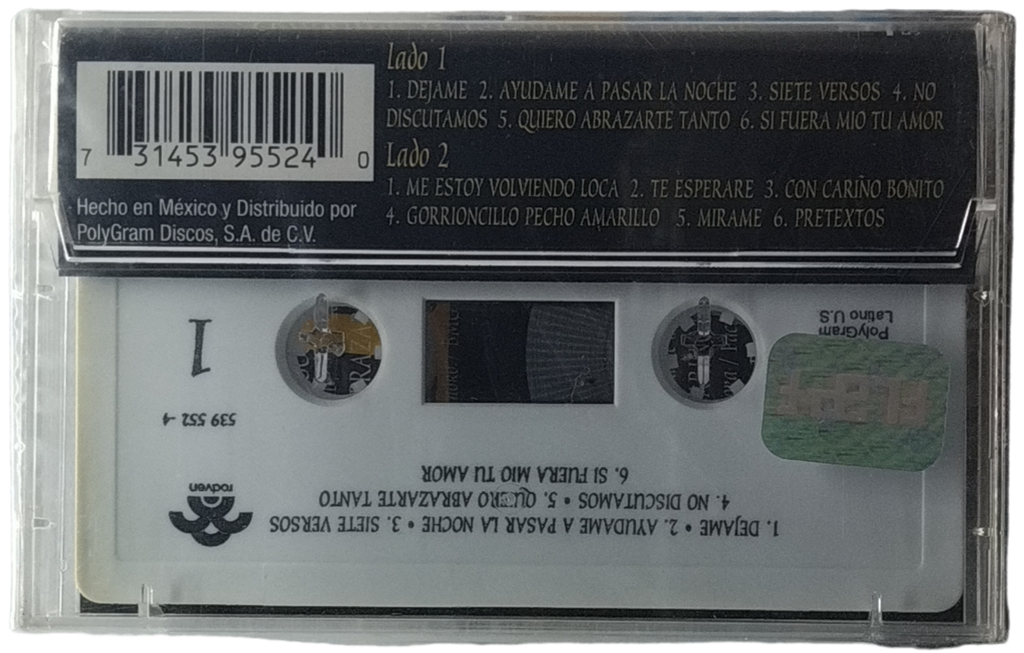 Lado 1
1. DEJAME 2. AYUDAME A PASAR LA NOCHE 3. SIETE VERSOS 4. NO
DISCUTAMOS 5. QUIERO ABRAZARTE TANTO 6. SI FUERA MIO TU AMOR
Lado 2
1. ME ESTOY VOLVIENDO LOCA 2. TE ESPERARE 3. CON CARIÑO BONITO
4. GORRIONCILLO PECHO AMARILLO 5. MIRAME 6. PRETEXTOS
7 31453 95524 0
Hecho en México y Distribuido por
PolyGram Discos, S.A. de C.V.
1
PolyGram
Latino U.S
539 552-4
rodven
1. DEJAME • 2. AYUDAME A PASAR LA NOCHE • 3. SIETE VERSOS
4. NO DISCUTAMOS • 5. QUIERO ABRAZARTE TANTO
6. SI FUERA MIO TU AMOR